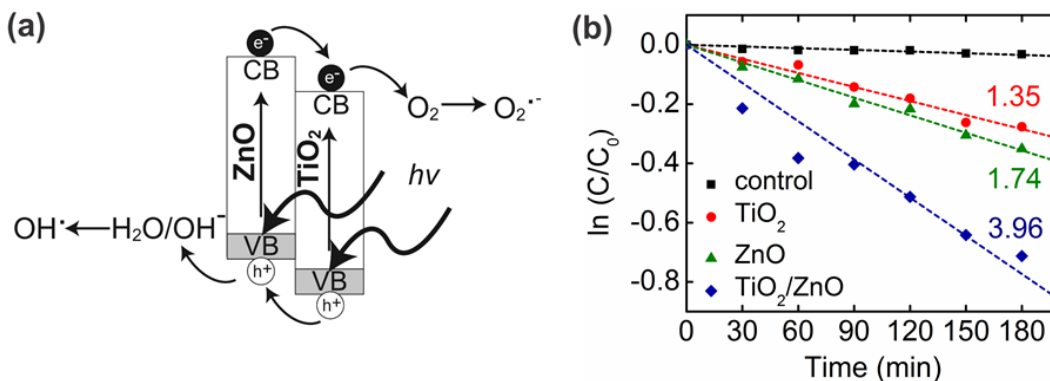 (a)
e⁻
CB
e⁻
CB
O₂ → O₂·⁻
ZnO
TiO₂
hv
OH· ← H₂O/OH⁻
VB
h⁺
VB
h⁺
(b)
ln (C/C₀)
0.0
-0.2
-0.4
-0.6
-0.8
1.35
1.74
3.96
control
TiO₂
ZnO
TiO₂/ZnO
0 30 60 90 120 150 180
Time (min)